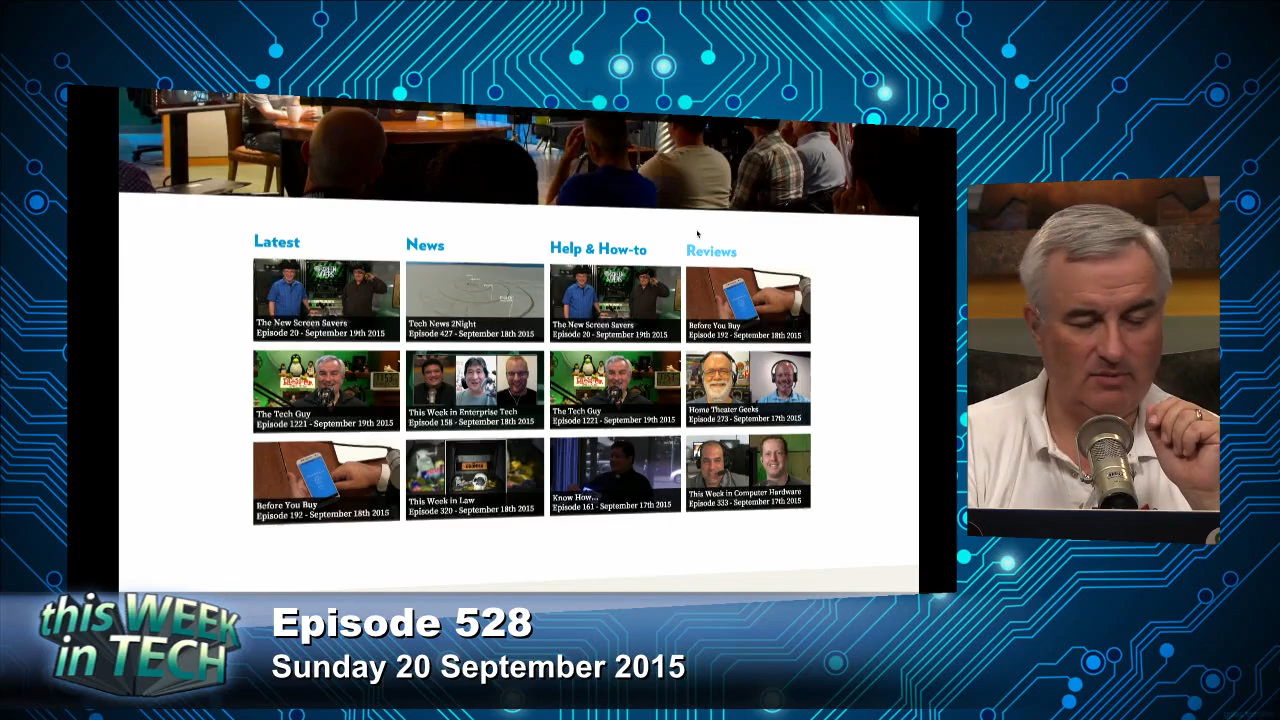 Latest
News
Help & How-to
Reviews
The New Screen Savers
Episode 20 - September 19th 2015
Tech News 2Night
Episode 427 - September 18th 2015
The New Screen Savers
Episode 20 - September 19th 2015
Before You Buy
Episode 192 - September 18th 2015
The Tech Guy
Episode 1221 - September 19th 2015
This Week in Enterprise Tech
Episode 158 - September 18th 2015
The Tech Guy
Episode 1221 - September 19th 2015
Home Theater Geeks
Episode 273 - September 17th 2015
Before You Buy
Episode 192 - September 18th 2015
This Week in Law
Episode 320 - September 18th 2015
Know How...
Episode 161 - September 17th 2015
This Week in Computer Hardware
Episode 333 - September 17th 2015
this WEEK
in TECH
Episode 528
Sunday 20 September 2015